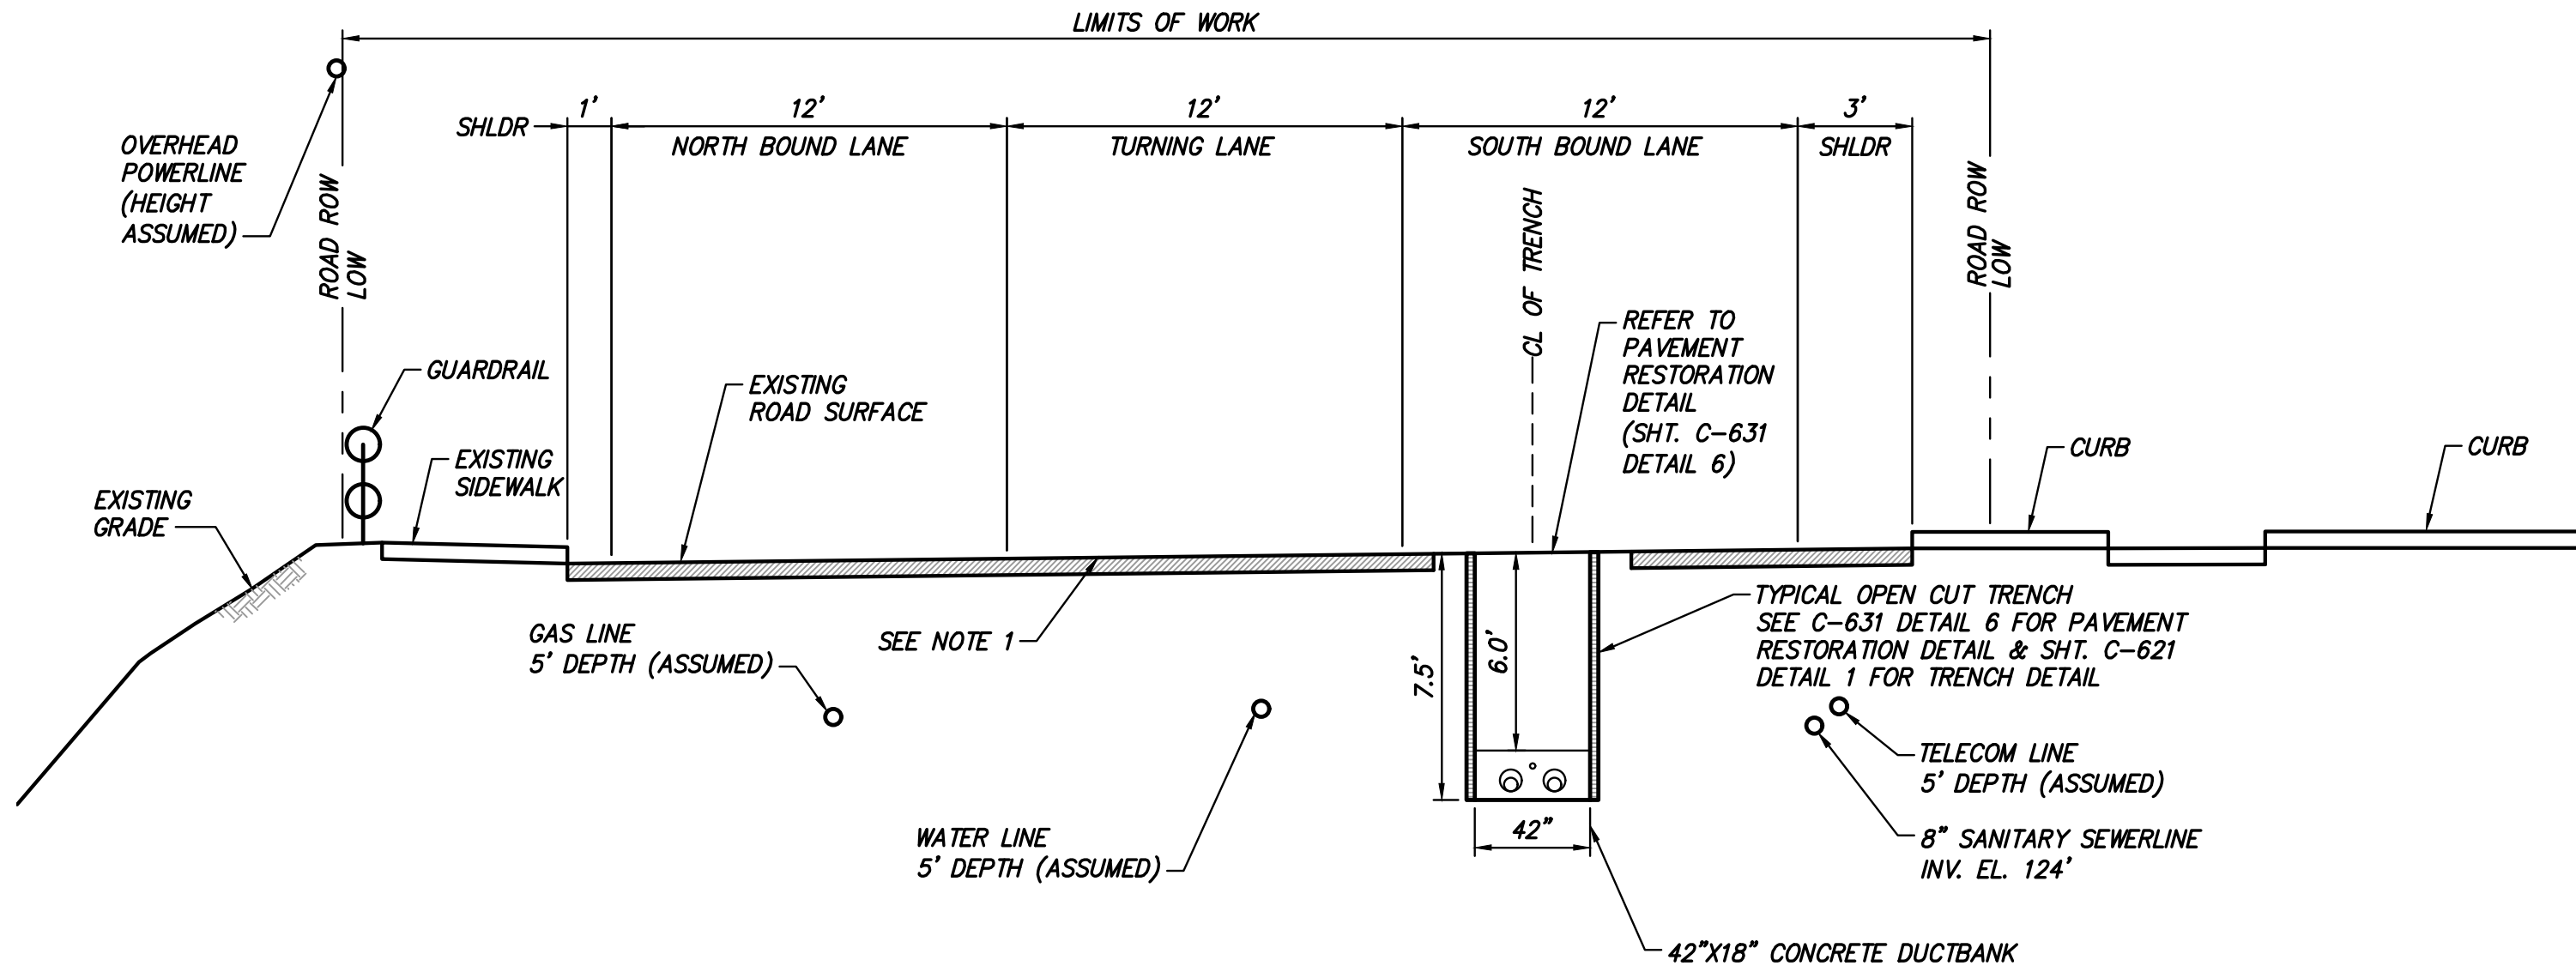 LIMITS OF WORK
1'
12'
12'
12'
3'
SHLDR
NORTH BOUND LANE
TURNING LANE
SOUTH BOUND LANE
SHLDR
OVERHEAD
POWERLINE
(HEIGHT
ASSUMED)
ROAD ROW
LOW
CL OF TRENCH
ROAD ROW
LOW
REFER TO
PAVEMENT
RESTORATION
DETAIL
(SHT. C-631
DETAIL 6)
GUARDRAIL
EXISTING
ROAD SURFACE
EXISTING
SIDEWALK
CURB
CURB
EXISTING
GRADE
GAS LINE
5' DEPTH (ASSUMED)
SEE NOTE 1
7.5'
6.0'
TYPICAL OPEN CUT TRENCH
SEE C-631 DETAIL 6 FOR PAVEMENT
RESTORATION DETAIL & SHT. C-621
DETAIL 1 FOR TRENCH DETAIL
TELECOM LINE
5' DEPTH (ASSUMED)
WATER LINE
5' DEPTH (ASSUMED)
42"
8" SANITARY SEWERLINE
INV. EL. 124'
42"X18" CONCRETE DUCTBANK